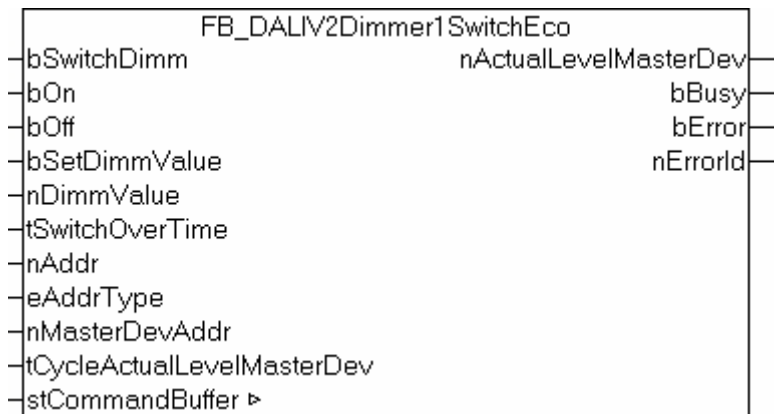 FB_DALIV2Dimmer1SwitchEco
bSwitchDimm nActualLevelMasterDev
bOn bBusy
bOff bError
bSetDimmValue nErrorId
nDimmValue
tSwitchOverTime
nAddr
eAddrType
nMasterDevAddr
tCycleActualLevelMasterDev
stCommandBuffer ▹